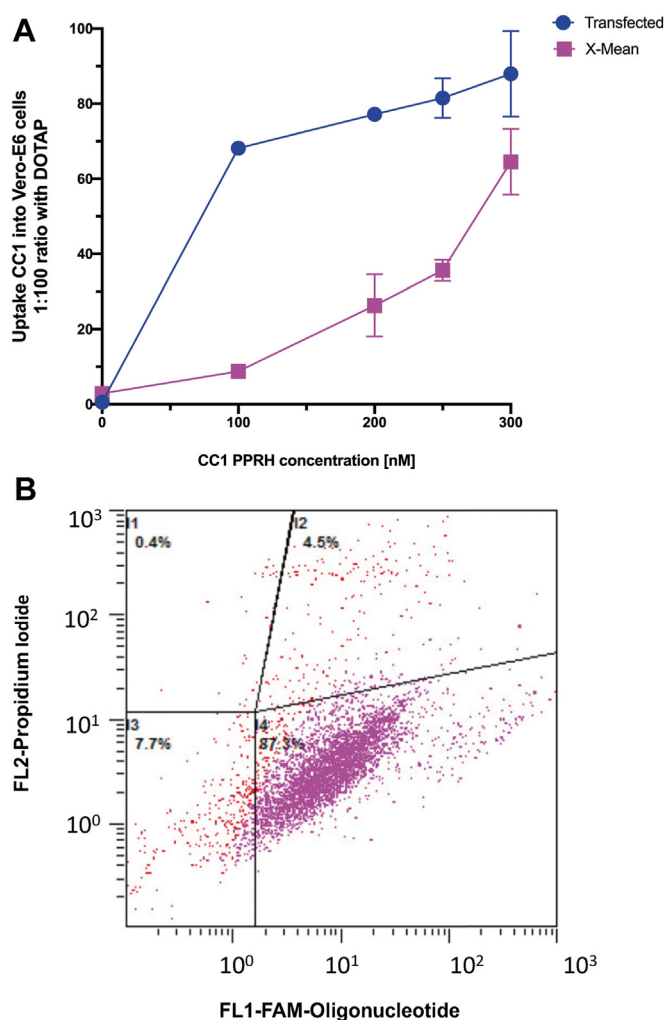 A
Transfected
X-Mean
Uptake CC1 into Vero-E6 cells
1:100 ratio with DOTAP
100
80
60
40
20
0
0
100
200
300
CC1 PPRH concentration [nM]
B
FL2-Propidium Iodide
10³
10²
10¹
10⁰
I1
0.4%
I2
4.5%
I3
7.7%
I4
87.3%
10⁰
10¹
10²
10³
FL1-FAM-Oligonucleotide